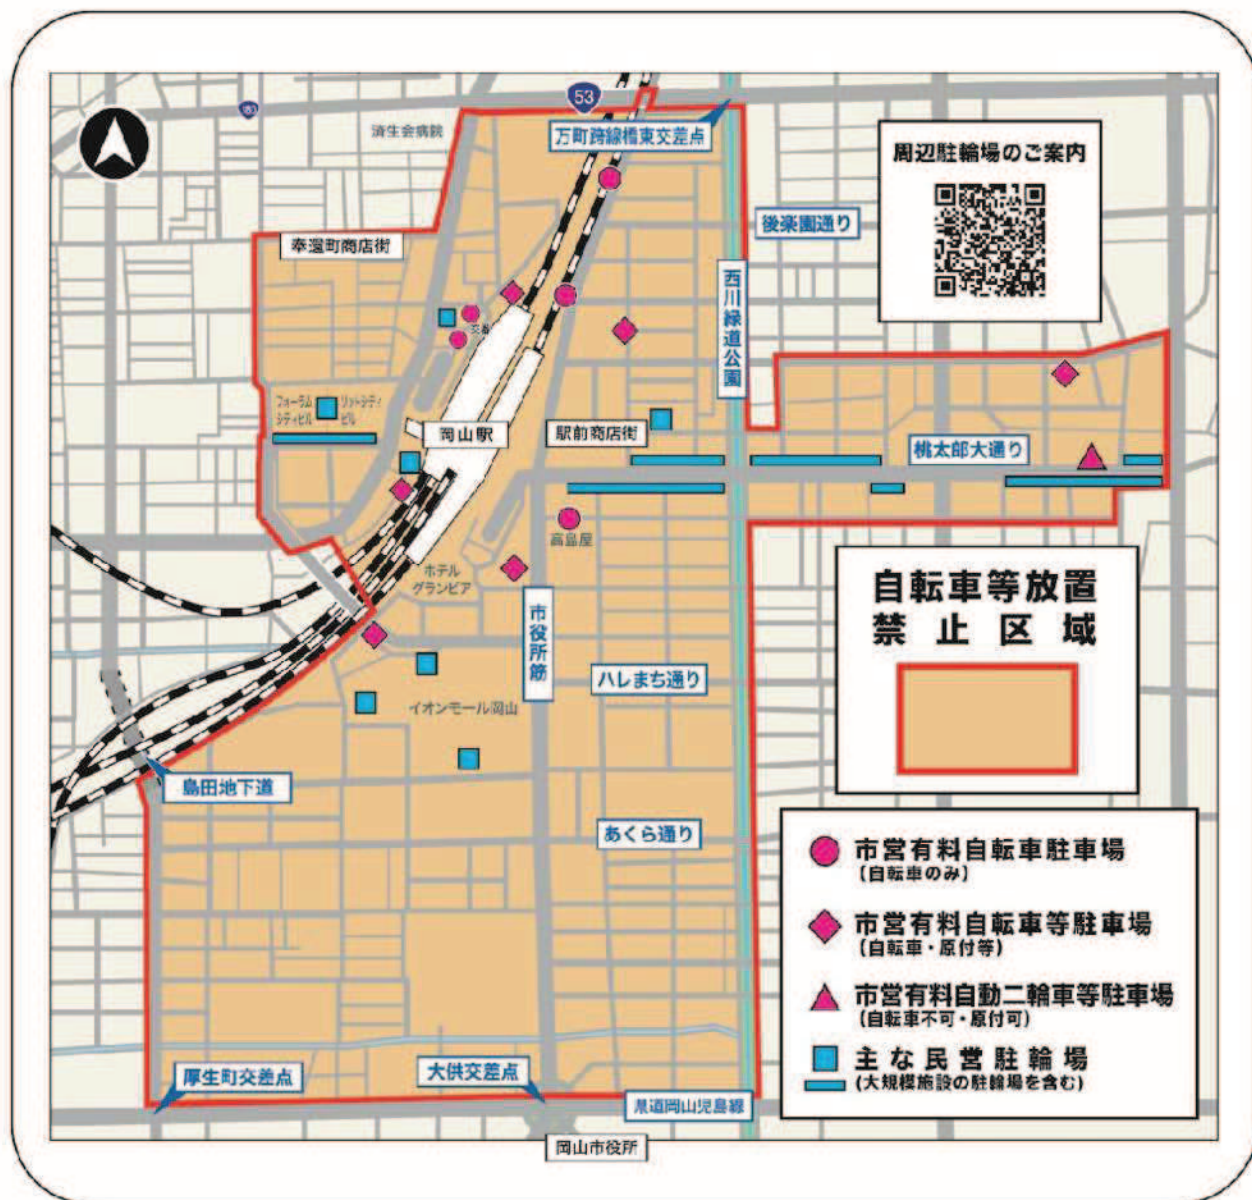 180
53
済生会病院
万町跨線橋東交差点
周辺駐輪場のご案内
後楽園通り
奉還町商店街
西川緑道公園
交番
フォーラム
シティビル
リットシティ
ビル
岡山駅
駅前商店街
桃太郎大通り
高島屋
ホテル
グランビア
市役所筋
自転車等放置
禁止区域
ハレまち通り
イオンモール岡山
島田地下道
あくら通り
市営有料自転車駐車場
(自転車のみ)
市営有料自転車等駐車場
(自転車・原付等)
市営有料自動二輪車等駐車場
(自転車不可・原付可)
主な民営駐輪場
(大規模施設の駐輪場を含む)
厚生町交差点
大供交差点
県道岡山児島線
岡山市役所